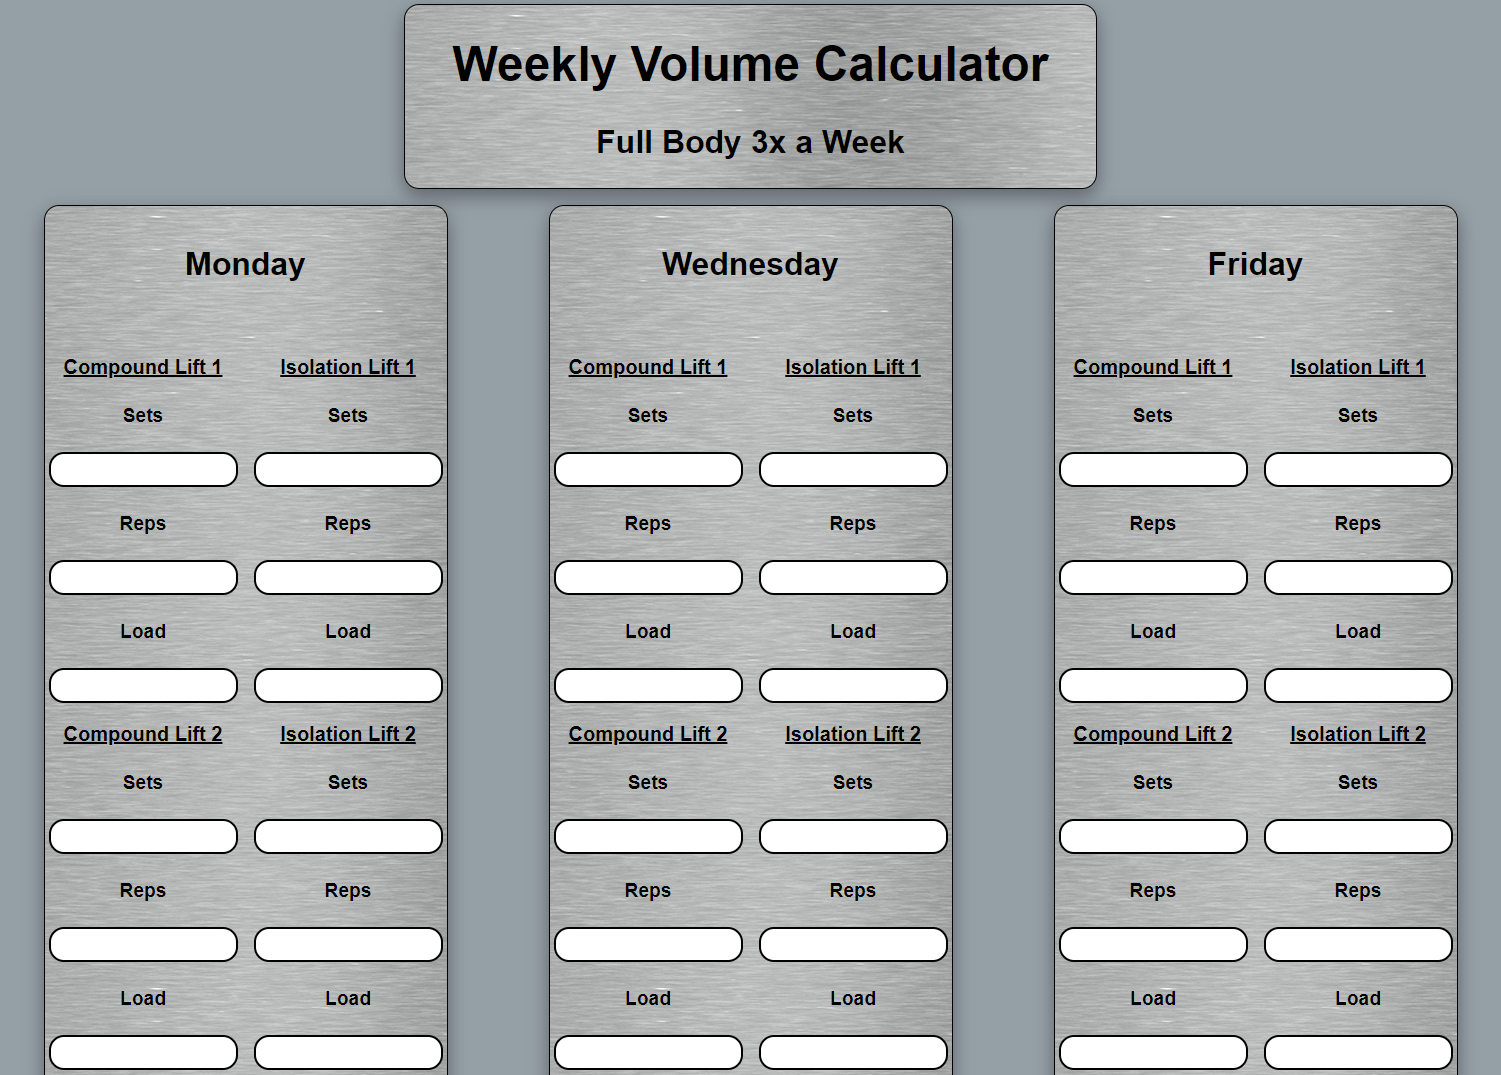 Weekly Volume Calculator
Full Body 3x a Week
Monday
Compound Lift 1 Isolation Lift 1
Sets Sets
Reps Reps
Load Load
Compound Lift 2 Isolation Lift 2
Sets Sets
Reps Reps
Load Load
Wednesday
Compound Lift 1 Isolation Lift 1
Sets Sets
Reps Reps
Load Load
Compound Lift 2 Isolation Lift 2
Sets Sets
Reps Reps
Load Load
Friday
Compound Lift 1 Isolation Lift 1
Sets Sets
Reps Reps
Load Load
Compound Lift 2 Isolation Lift 2
Sets Sets
Reps Reps
Load Load